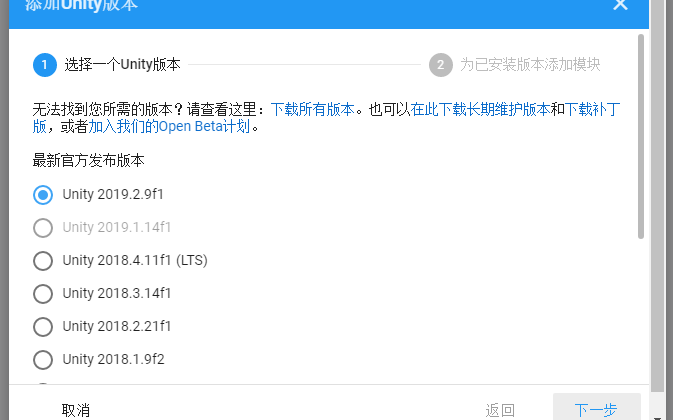 添加Unity版本
1 选择一个Unity版本 2 为已安装版本添加模块
无法找到您所需的版本？请查看这里：下载所有版本。也可以在此下载长期维护版本和下载补丁
版，或者加入我们的Open Beta计划。
最新官方发布版本
Unity 2019.2.9f1
Unity 2019.1.14f1
Unity 2018.4.11f1 (LTS)
Unity 2018.3.14f1
Unity 2018.2.21f1
Unity 2018.1.9f2
取消 返回 下一步